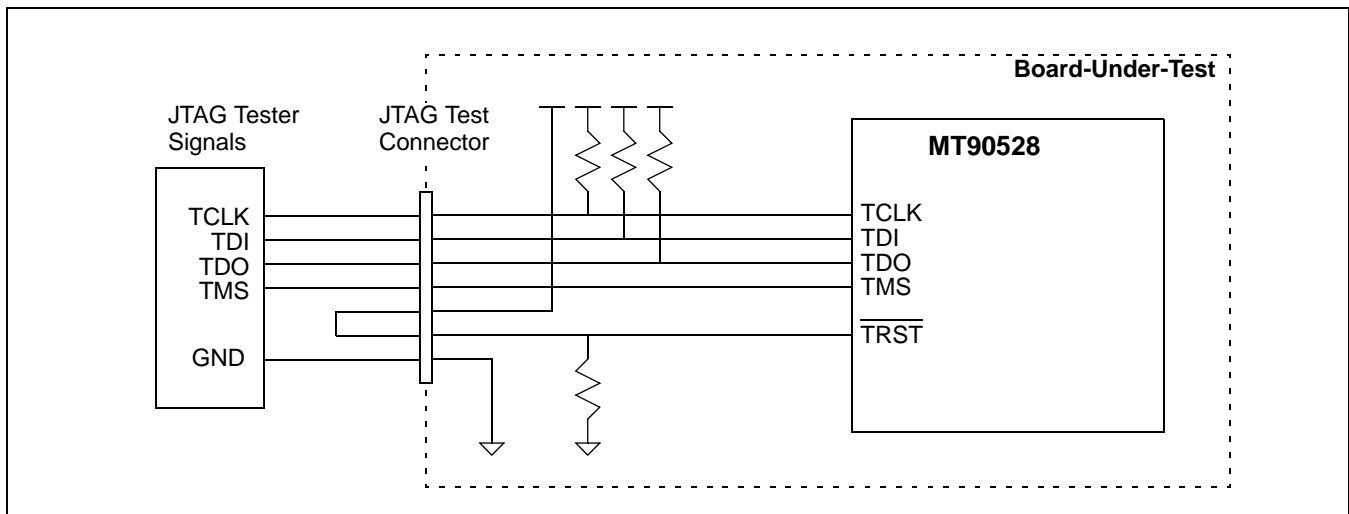 Board-Under-Test
JTAG Tester
Signals
JTAG Test
Connector
MT90528
TCLK
TDI
TDO
TMS
GND
TCLK
TDI
TDO
TMS
TRST